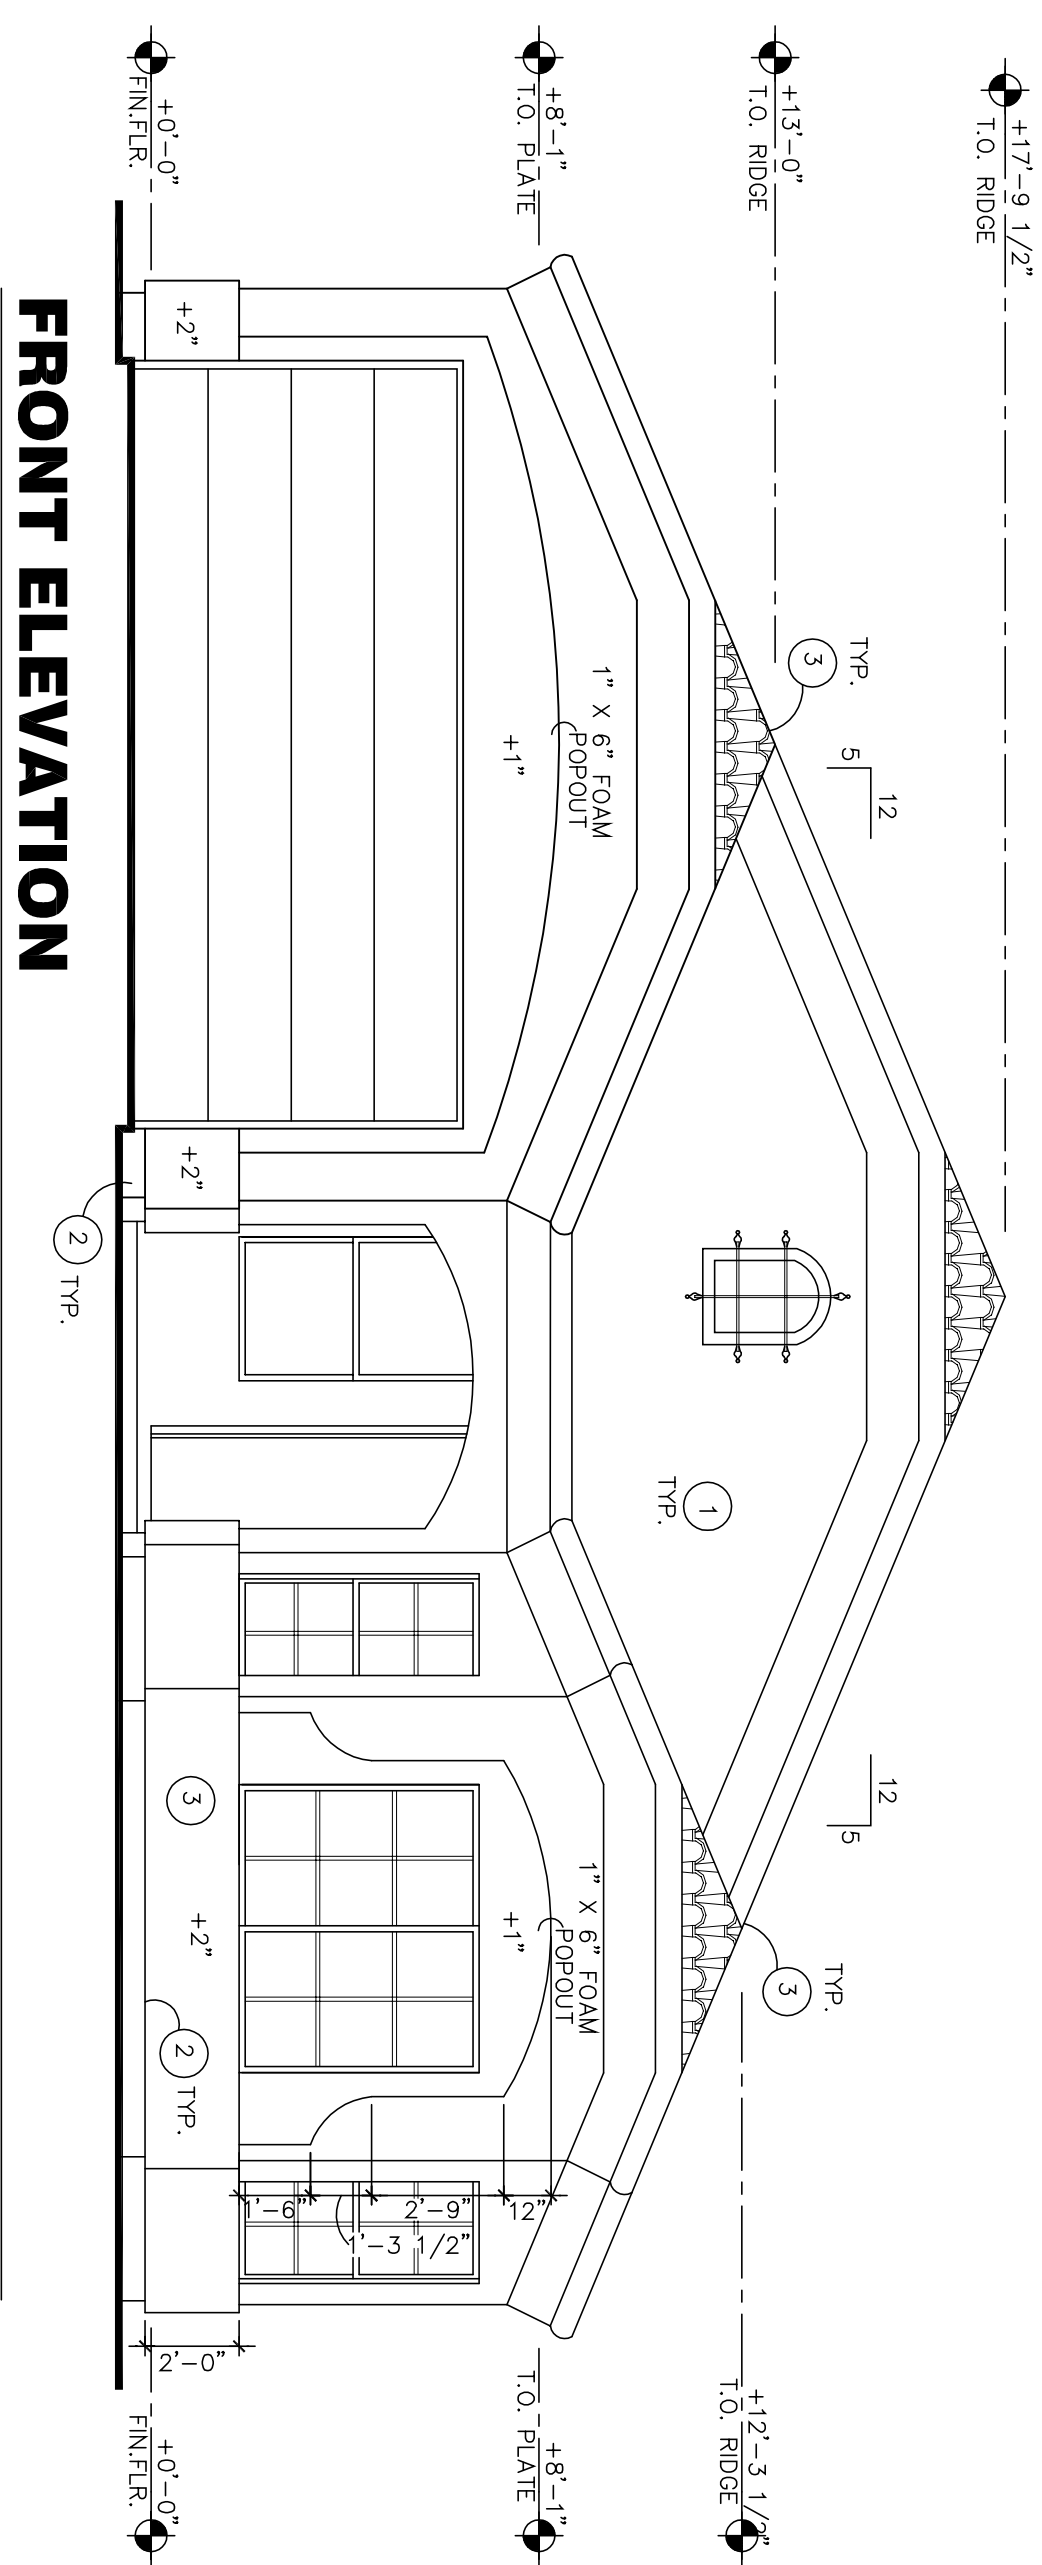 +17'-9 1/2"
T.O. RIDGE
+13'-0"
T.O. RIDGE
+8'-1"
T.O. PLATE
+0'-0"
FIN.FLR.
TYP.
3
12
5
12
5
TYP.
3
+12'-3 1/2"
T.O. RIDGE
1
TYP.
1" X 6" FOAM
POPOUT
+1"
1" X 6" FOAM
POPOUT
+1"
12"
2'-9"
1'-3 1/2"
1'-6"
+8'-1"
T.O. PLATE
+2"
+2"
3
+2"
2
TYP.
2'-0"
+0'-0"
FIN.FLR.
2
TYP.
FRONT ELEVATION